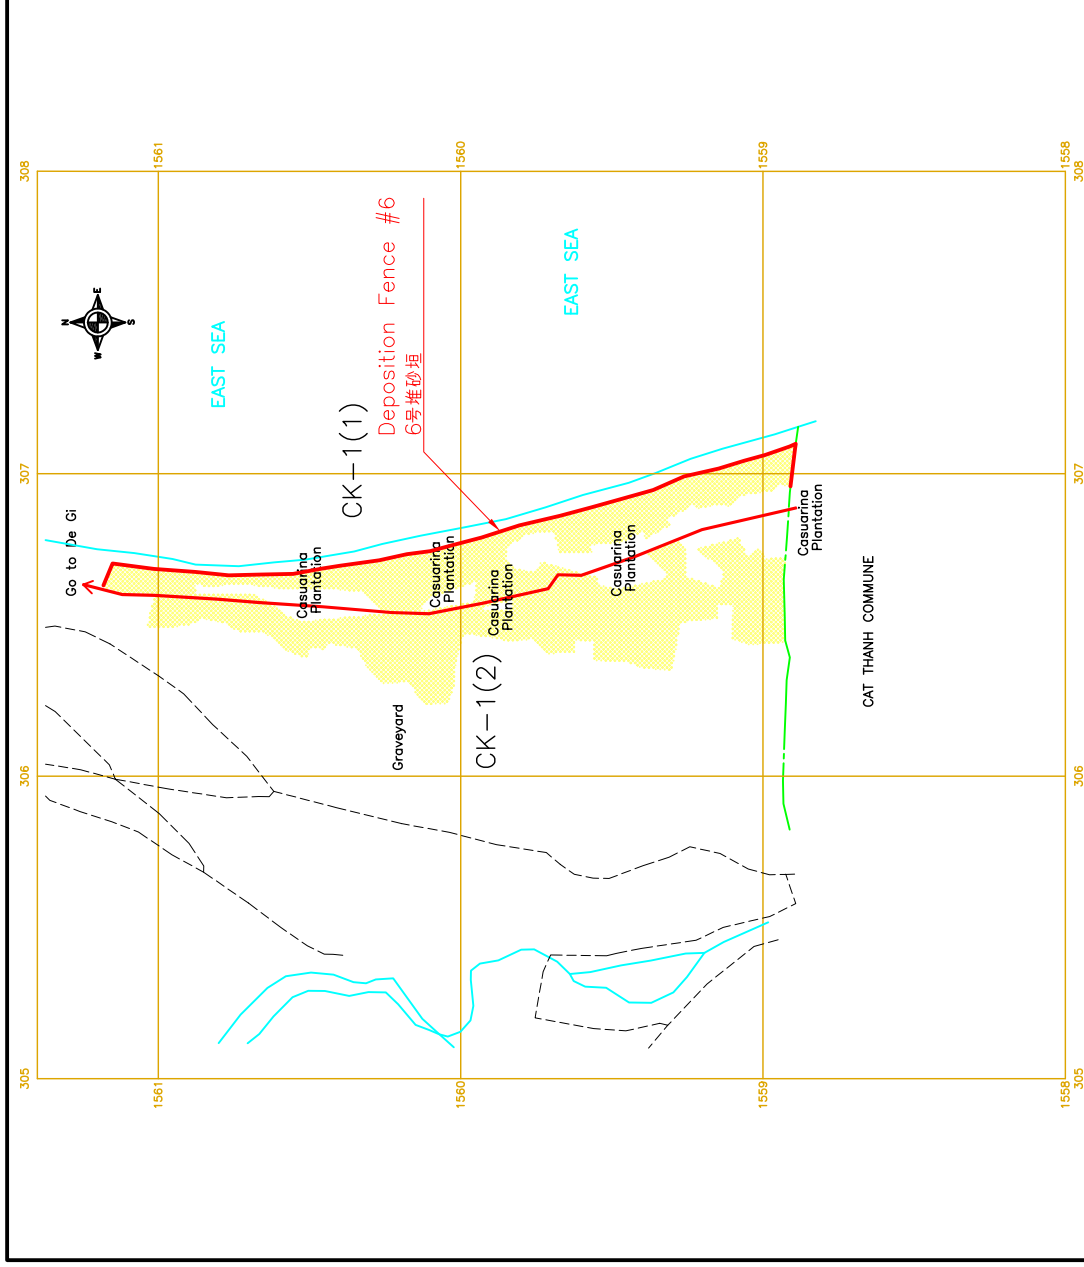 308
307
306
305
1561
1560
1559
1558
1561
1560
1559
1558
308
307
306
305
N
E
S
W
EAST SEA
EAST SEA
CK-1(1)
Deposition Fence #6
6号堆砂垣
Go to De Gi
Casuarina
Plantation
Casuarina
Plantation
Casuarina
Plantation
Casuarina
Plantation
Casuarina
Plantation
Graveyard
CK-1(2)
CAT THANH COMMUNE